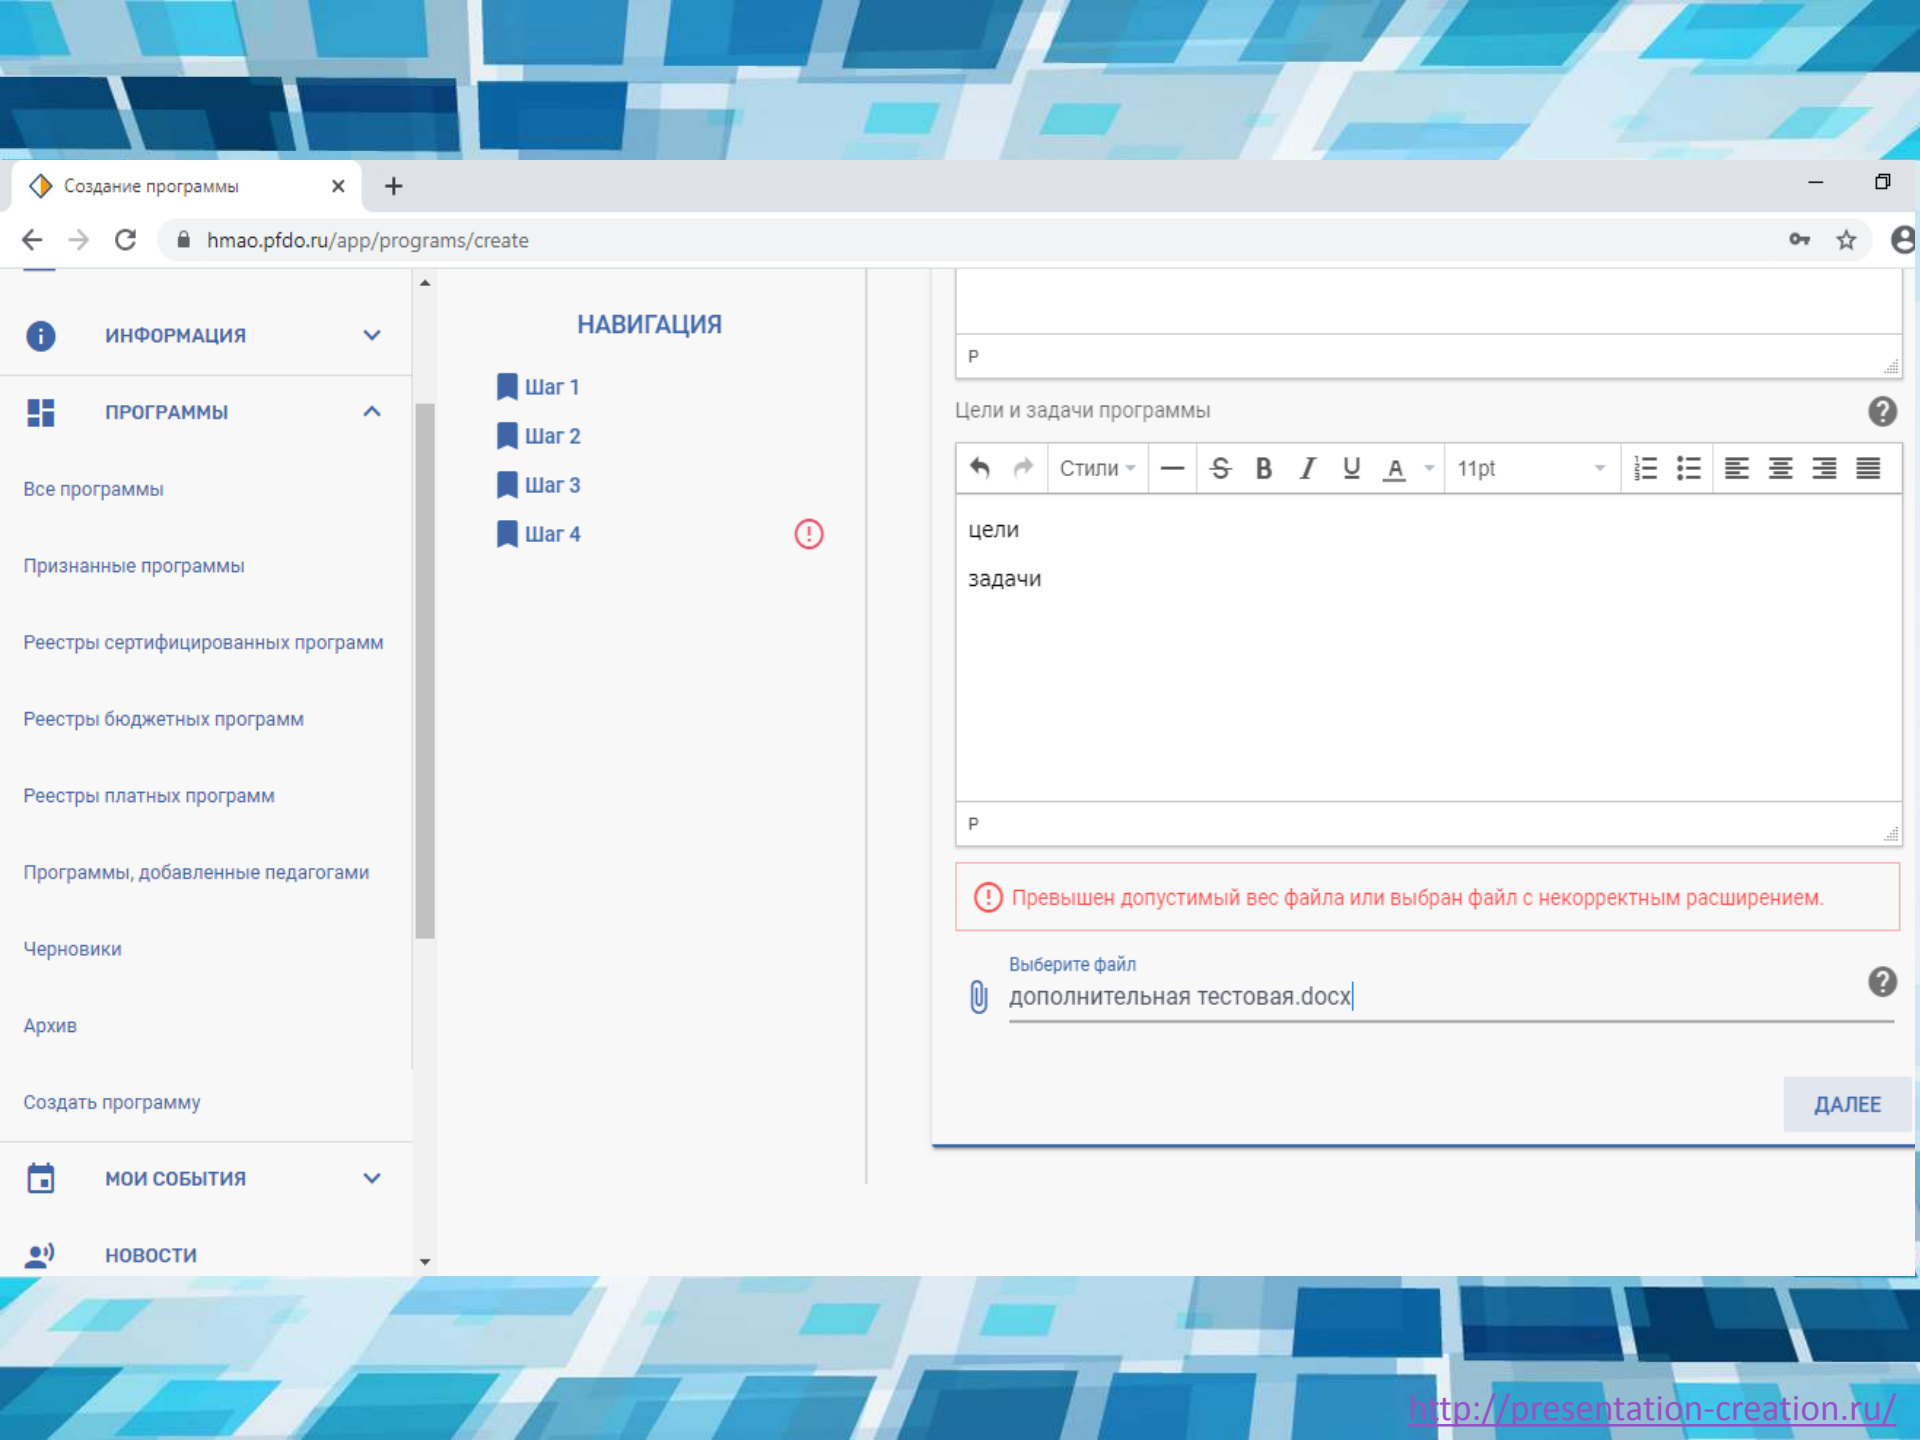 Создание программы
hmao.pfdo.ru/app/programs/create
ИНФОРМАЦИЯ
ПРОГРАММЫ
Все программы
Признанные программы
Реестры сертифицированных программ
Реестры бюджетных программ
Реестры платных программ
Программы, добавленные педагогами
Черновики
Архив
Создать программу
МОИ СОБЫТИЯ
НОВОСТИ
НАВИГАЦИЯ
Шаг 1
Шаг 2
Шаг 3
Шаг 4
P
Цели и задачи программы
Стили
S B I U A 11pt
цели
задачи
P
Превышен допустимый вес файла или выбран файл с некорректным расширением.
Выберите файл
дополнительная тестовая.docx
ДАЛЕЕ
http://presentation-creation.ru/